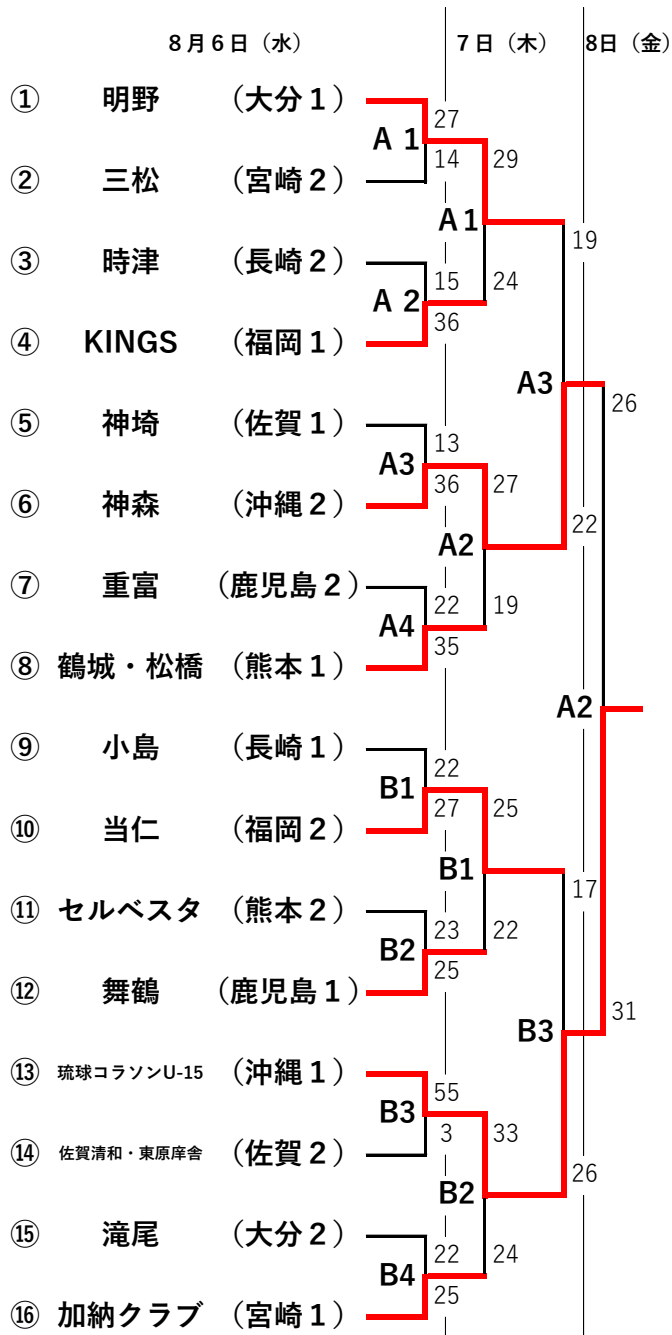 8月6日（水） 7日（木） 8日（金）
① 明野 （大分１）
27
A 1
14 29
② 三松 （宮崎２）
A1
19
③ 時津 （長崎２）
15 24
A 2
36
④ KINGS （福岡１）
A3
26
⑤ 神埼 （佐賀１）
13
A3
36 27
⑥ 神森 （沖縄２）
22
A2
⑦ 重富 （鹿児島２）
22 19
A4
35
⑧ 鶴城・松橋 （熊本１）
A2
⑨ 小島 （長崎１）
22
B1
27 25
⑩ 当仁 （福岡２）
B1
17
⑪ セルベスタ （熊本２）
23 22
B2
25
⑫ 舞鶴 （鹿児島１）
31
B3
⑬ 琉球コラソンU-15 （沖縄１）
55
B3
3 33
⑭ 佐賀清和・東原庠舎 （佐賀２）
26
B2
⑮ 滝尾 （大分２）
22 24
B4
25
⑯ 加納クラブ （宮崎１）